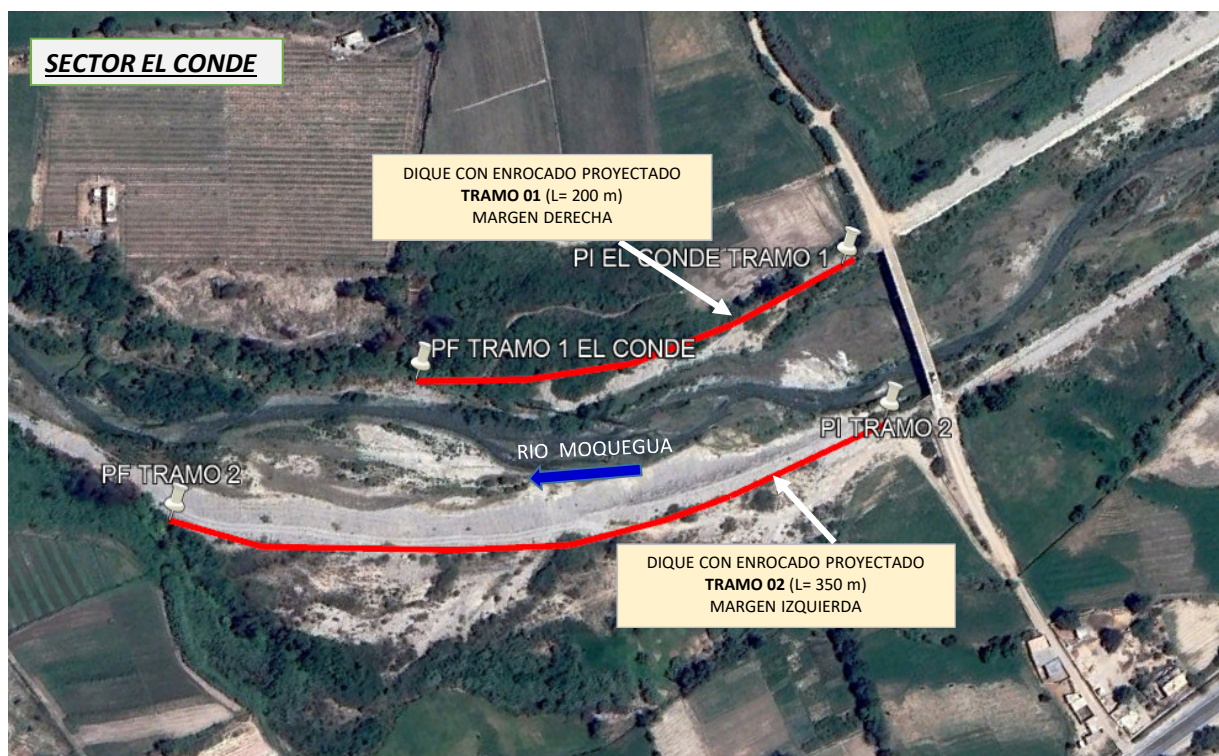 SECTOR EL CONDE
DIQUE CON ENROCADO PROYECTADO
TRAMO 01 (L= 200 m)
MARGEN DERECHA
PI EL CONDE TRAMO 1
PF TRAMO 1 EL CONDE
PI TRAMO 2
RIO MOQUEGUA
PF TRAMO 2
DIQUE CON ENROCADO PROYECTADO
TRAMO 02 (L= 350 m)
MARGEN IZQUIERDA